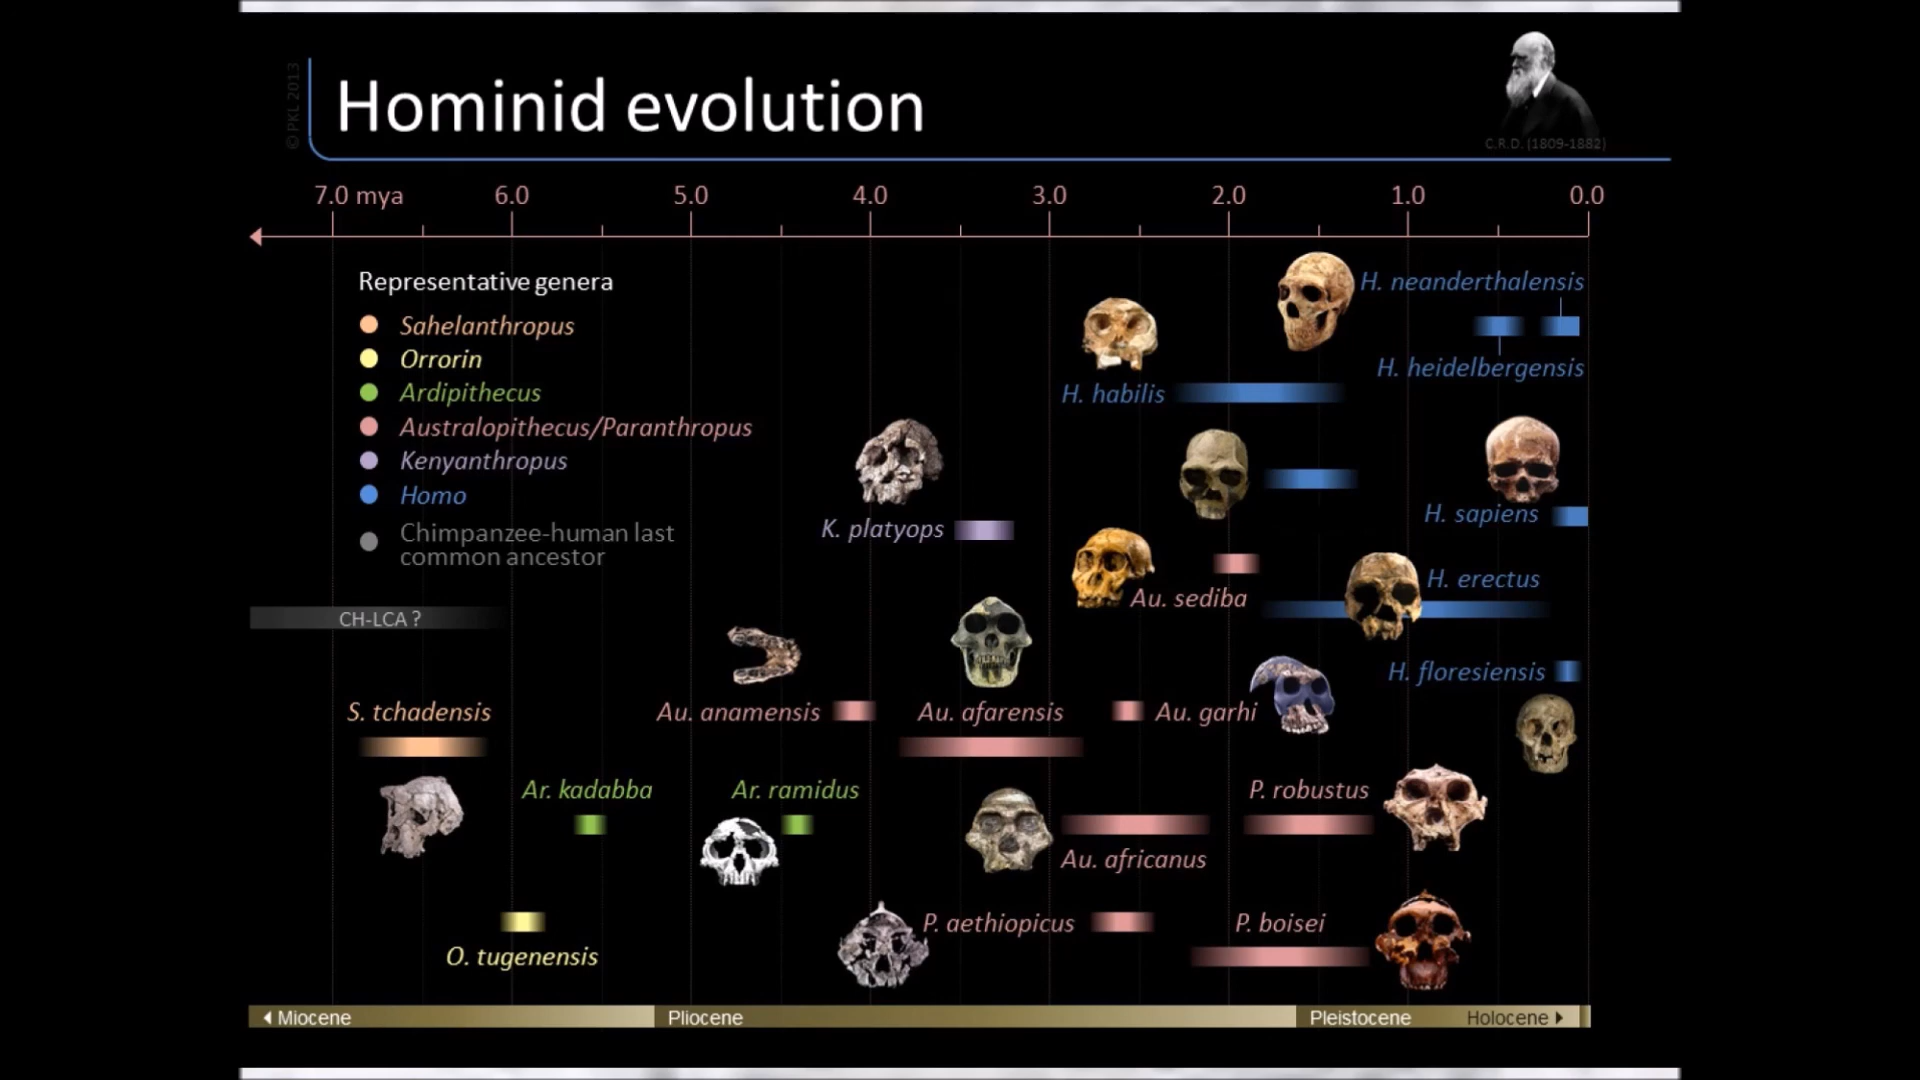 © PKL 2013
Hominid evolution
C.R.D. (1809-1882)
7.0 mya 6.0 5.0 4.0 3.0 2.0 1.0 0.0
Representative genera
Sahelanthropus
Orrorin
Ardipithecus
Australopithecus/Paranthropus
Kenyanthropus
Homo
Chimpanzee-human last
common ancestor
H. neanderthalensis
H. heidelbergensis
H. habilis
H. sapiens
K. platyops
H. erectus
Au. sediba
CH-LCA ?
H. floresiensis
S. tchadensis
Au. anamensis
Au. afarensis
Au. garhi
Ar. kadabba
Ar. ramidus
P. robustus
Au. africanus
P. aethiopicus
P. boisei
O. tugenensis
Miocene Pliocene Pleistocene Holocene